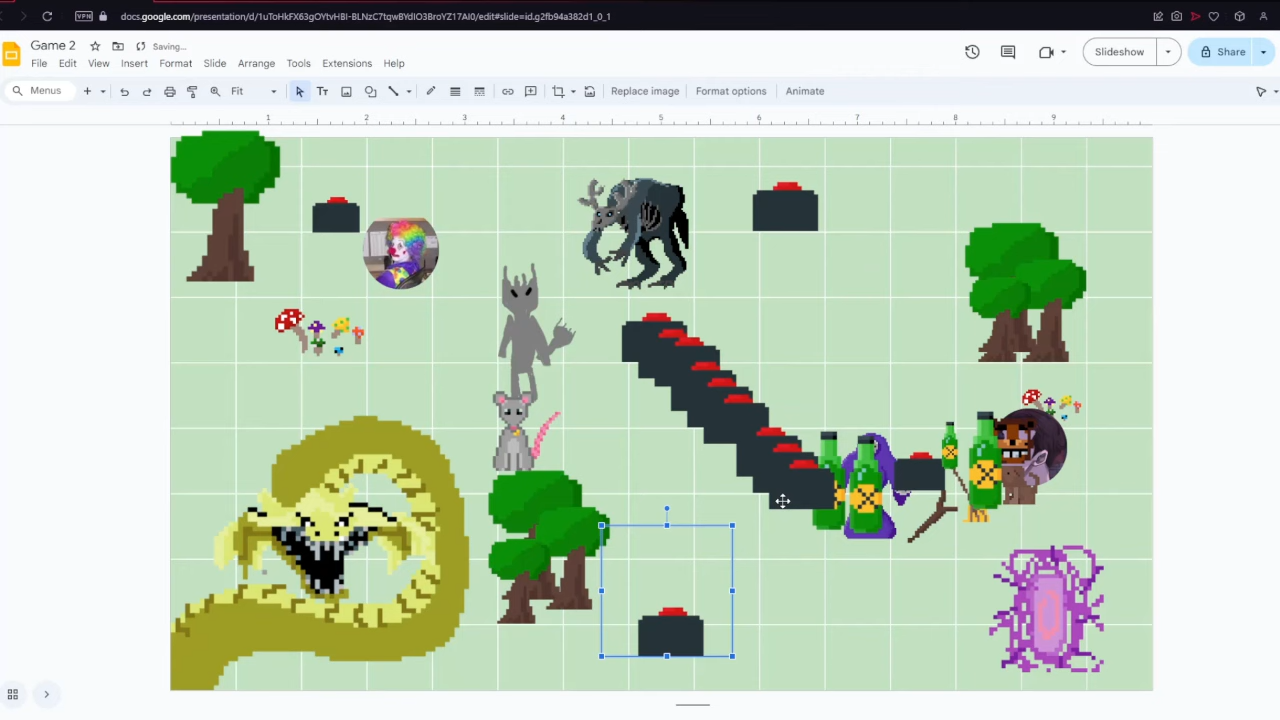 VPN docs.google.com/presentation/d/1uToHkFX63gOYtvHBI-BLNzC7tqwBYdIO3BroYZ17AI0/edit#slide=id.g2fb94a382d1_0_1
Game 2 Saving...
File Edit View Insert Format Slide Arrange Tools Extensions Help
Slideshow
Share
Menus
Fit
Replace image
Format options
Animate
1 2 3 4 5 6 7 8 9